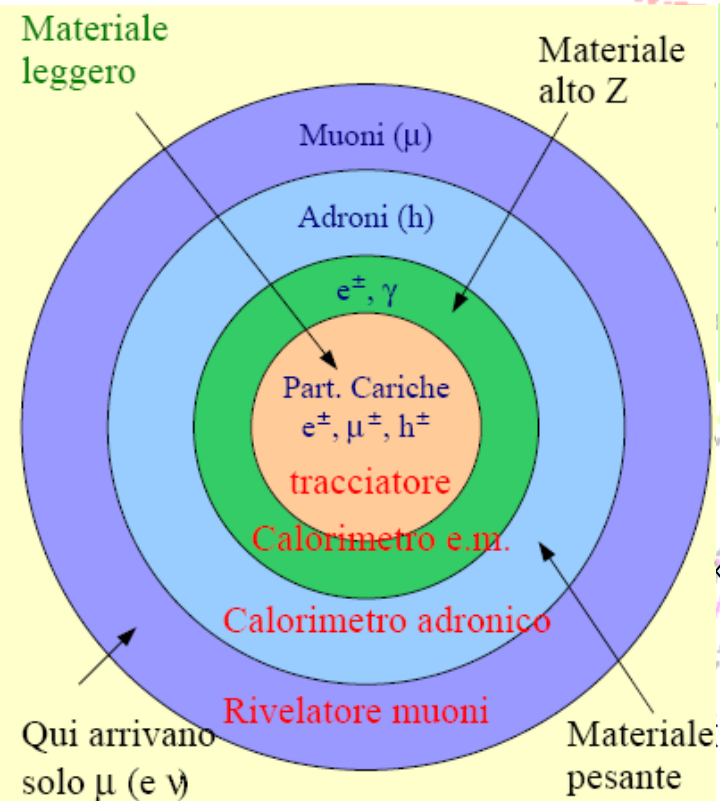 Materiale
leggero
Materiale
alto Z
Muoni (μ)
Adroni (h)
e±, γ
Part. Cariche
e±, μ±, h±
tracciatore
Calorimetro e.m.
Calorimetro adronico
Rivelatore muoni
Qui arrivano
solo μ (e ν)
Materiale
pesante